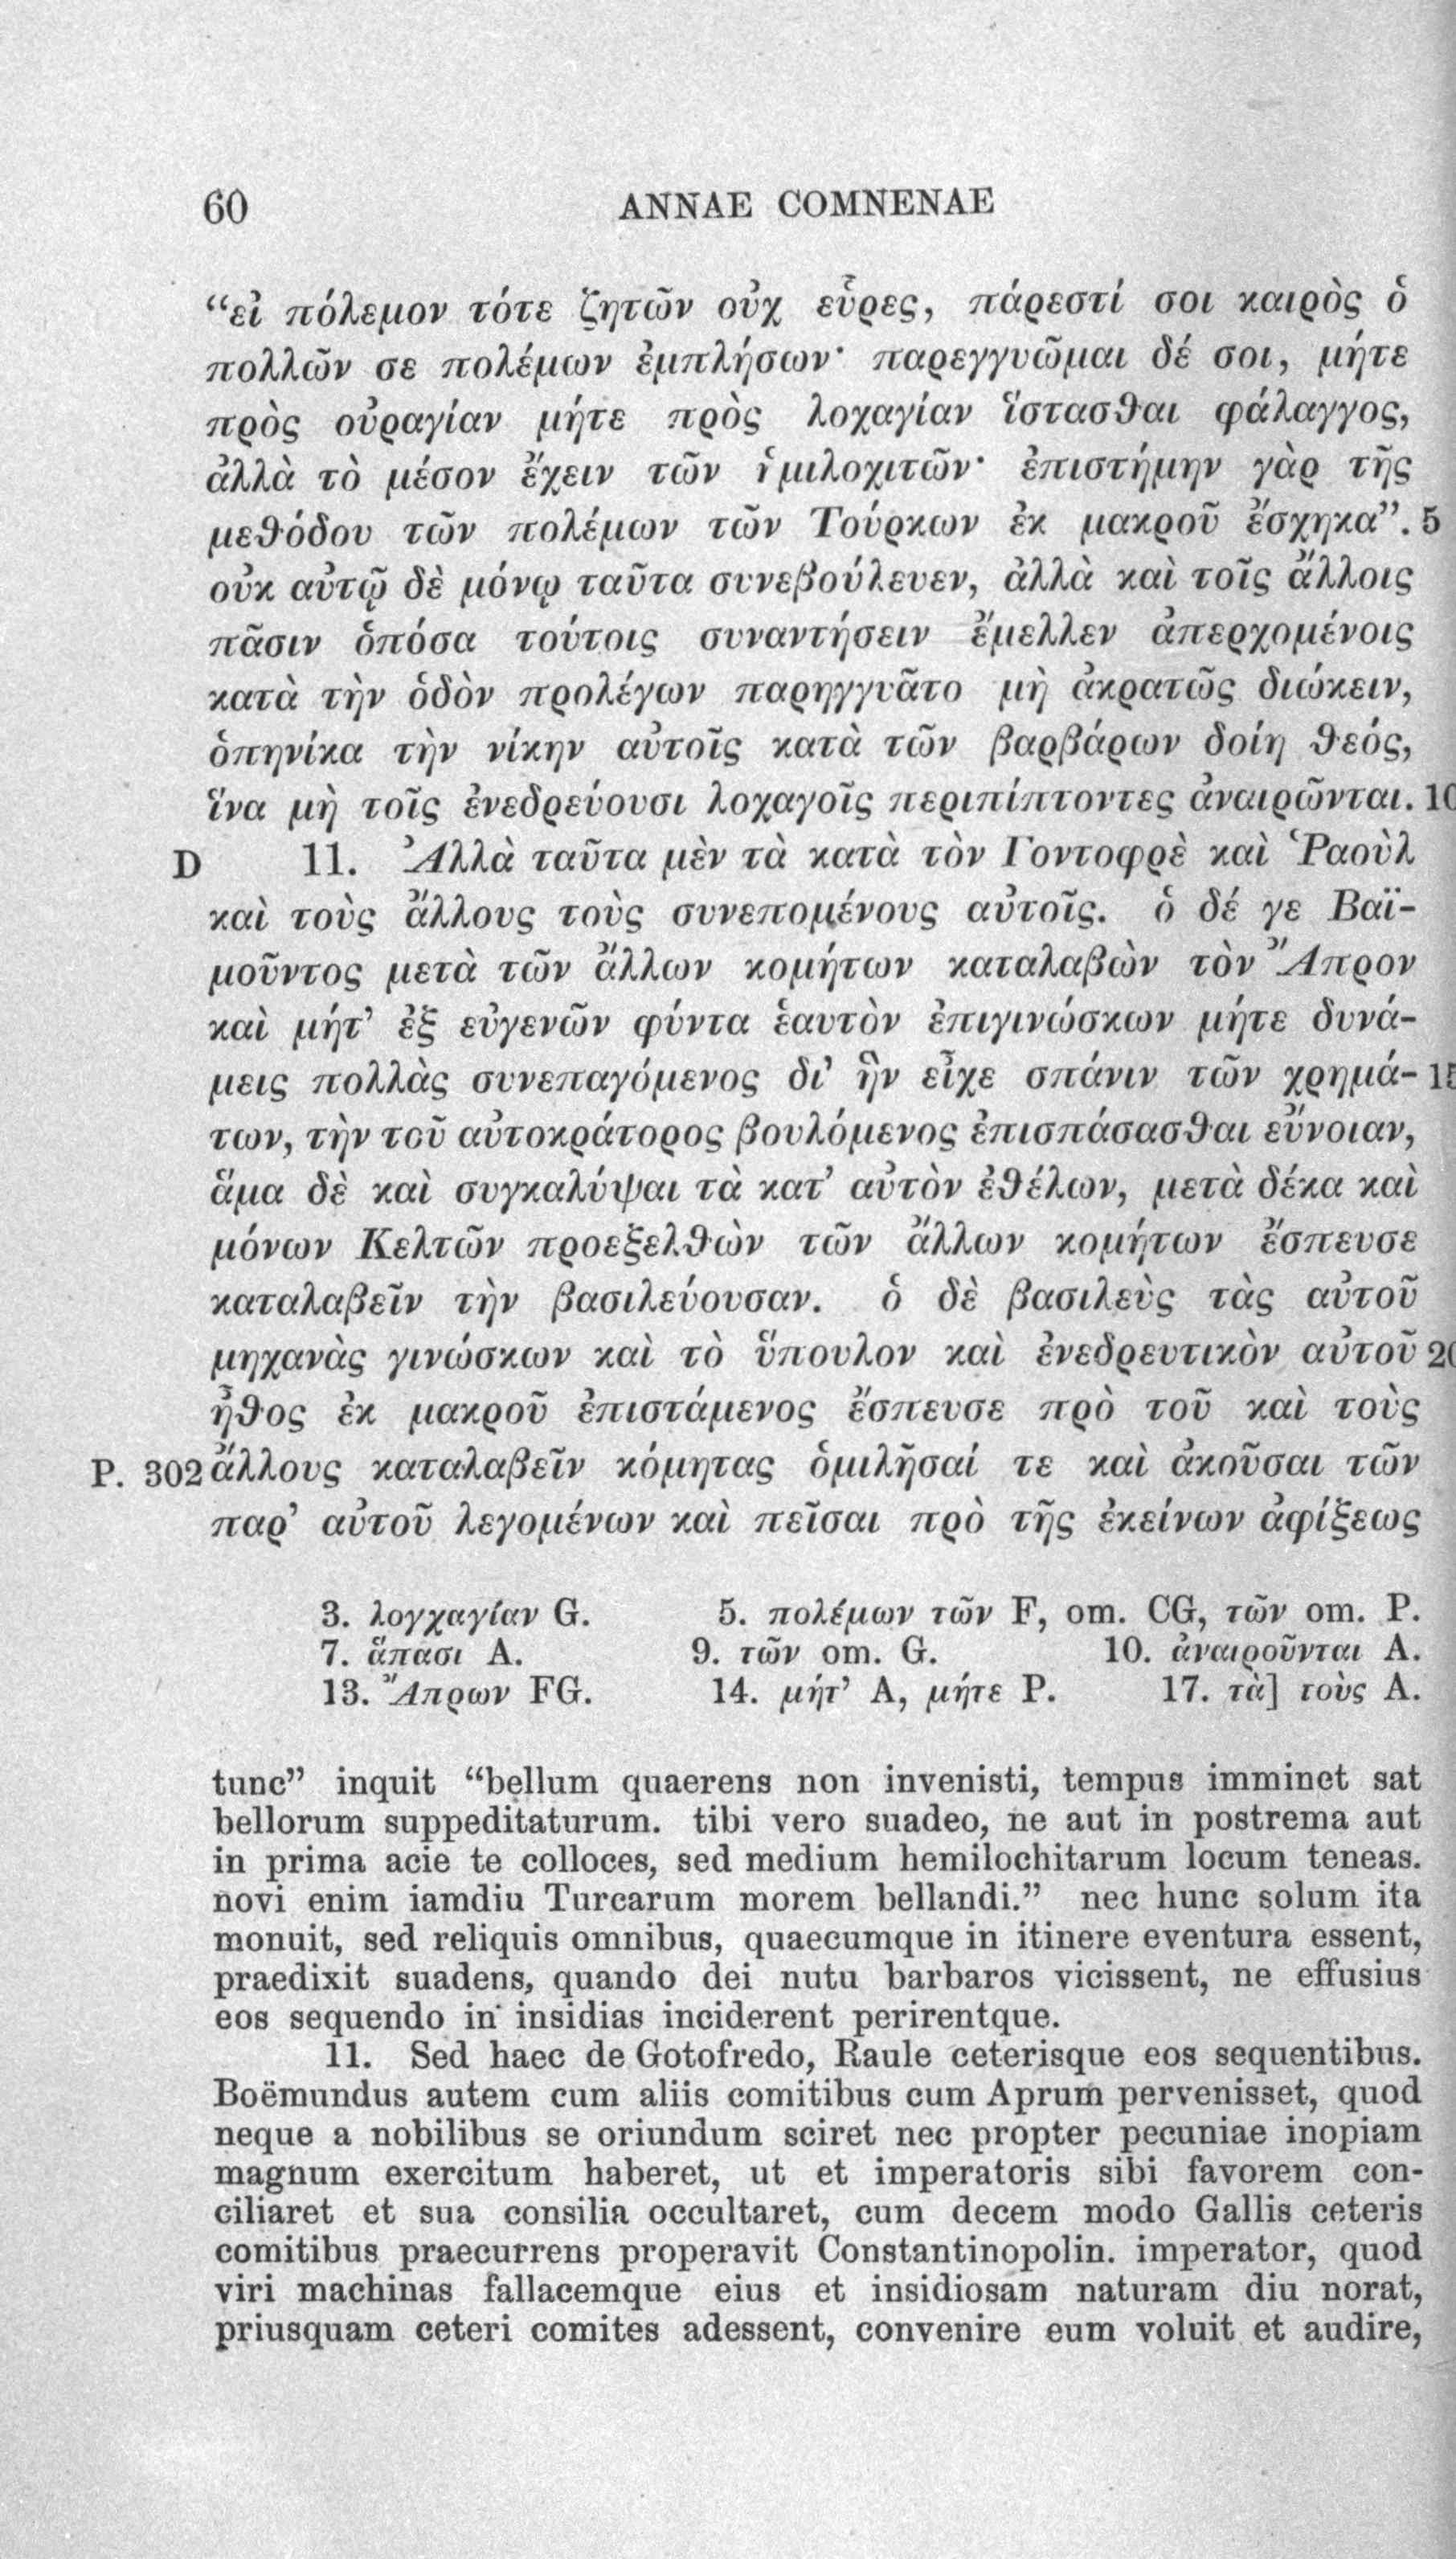 60 ANNAE COMNENAE
“εἰ πόλεμον τότε ζητῶν οὐχ εὗρες, πάρεστί σοι καιρὸς ὁ
πολλῶν σε πολέμων ἐμπλήσων· παρεγγυῶμαι δέ σοι, μήτε
πρὸς οὐραγίαν μήτε πρὸς λοχαγίαν ἵστασθαι φάλαγγος,
ἀλλὰ τὸ μέσον ἔχειν τῶν ἡμιλοχιτῶν· ἐπιστήμην γὰρ τῆς
μεθόδου τῶν πολέμων τῶν Τούρκων ἐκ μακροῦ ἔσχηκα”. 5
οὐκ αὐτῷ δὲ μόνῳ ταῦτα συνεβούλευεν, ἀλλὰ καὶ τοῖς ἄλλοις
πᾶσιν ὁπόσα τούτοις συναντήσειν ἔμελλεν ἀπερχομένοις
κατὰ τὴν ὁδὸν προλέγων παρηγγυᾶτο μὴ ἀκρατῶς διώκειν,
ὁπηνίκα τὴν νίκην αὐτοῖς κατὰ τῶν βαρβάρων δοίη θεός,
ἵνα μὴ τοῖς ἐνεδρεύουσι λοχαγοῖς περιπίπτοντες ἀναιρῶνται. 10
D 11. Ἀλλὰ ταῦτα μὲν τὰ κατὰ τὸν Γοντοφρὲ καὶ Ῥαοὺλ
καὶ τοὺς ἄλλους τοὺς συνεπομένους αὐτοῖς. ὁ δέ γε Βαϊ-
μοῦντος μετὰ τῶν ἄλλων κομήτων καταλαβὼν τὸν Ἄπρον
καὶ μήτ’ ἐξ εὐγενῶν φύντα ἑαυτὸν ἐπιγινώσκων μήτε δυνά-
μεις πολλὰς συνεπαγόμενος δι’ ἣν εἶχε σπάνιν τῶν χρημά- 15
των, τὴν τοῦ αὐτοκράτορος βουλόμενος ἐπισπάσασθαι εὔνοιαν,
ἅμα δὲ καὶ συγκαλύψαι τὰ κατ’ αὐτὸν ἐθέλων, μετὰ δέκα καὶ
μόνων Κελτῶν προεξελθὼν τῶν ἄλλων κομήτων ἔσπευσε
καταλαβεῖν τὴν βασιλεύουσαν. ὁ δὲ βασιλεὺς τὰς αὐτοῦ
μηχανὰς γινώσκων καὶ τὸ ὕπουλον καὶ ἐνεδρευτικὸν αὐτοῦ 20
ἦθος ἐκ μακροῦ ἐπιστάμενος ἔσπευσε πρὸ τοῦ καὶ τοὺς
P. 302 ἄλλους καταλαβεῖν κόμητας ὁμιλῆσαί τε καὶ ἀκοῦσαι τῶν
παρ’ αὐτοῦ λεγομένων καὶ πεῖσαι πρὸ τῆς ἐκείνων ἀφίξεως
3. λογχαγίαν G. 5. πολέμων τῶν F, om. CG, τῶν om. P.
7. ἅπασι A. 9. τῶν om. G. 10. ἀναιροῦνται A.
13. Ἄπρων FG. 14. μήτ’ A, μήτε P. 17. τὰ] τοὺς A.
tunc” inquit “bellum quaerens non invenisti, tempus imminet sat
bellorum suppeditaturum. tibi vero suadeo, ne aut in postrema aut
in prima acie te colloces, sed medium hemilochitarum locum teneas.
novi enim iamdiu Turcarum morem bellandi.” nec hunc solum ita
monuit, sed reliquis omnibus, quaecumque in itinere eventura essent,
praedixit suadens, quando dei nutu barbaros vicissent, ne effusius
eos sequendo in insidias inciderent perirentque.
11. Sed haec de Gotofredo, Raule ceterisque eos sequentibus.
Boëmundus autem cum aliis comitibus cum Aprum pervenisset, quod
neque a nobilibus se oriundum sciret nec propter pecuniae inopiam
magnum exercitum haberet, ut et imperatoris sibi favorem con-
ciliaret et sua consilia occultaret, cum decem modo Gallis ceteris
comitibus praecurrens properavit Constantinopolin. imperator, quod
viri machinas fallacemque eius et insidiosam naturam diu norat,
priusquam ceteri comites adessent, convenire eum voluit et audire,